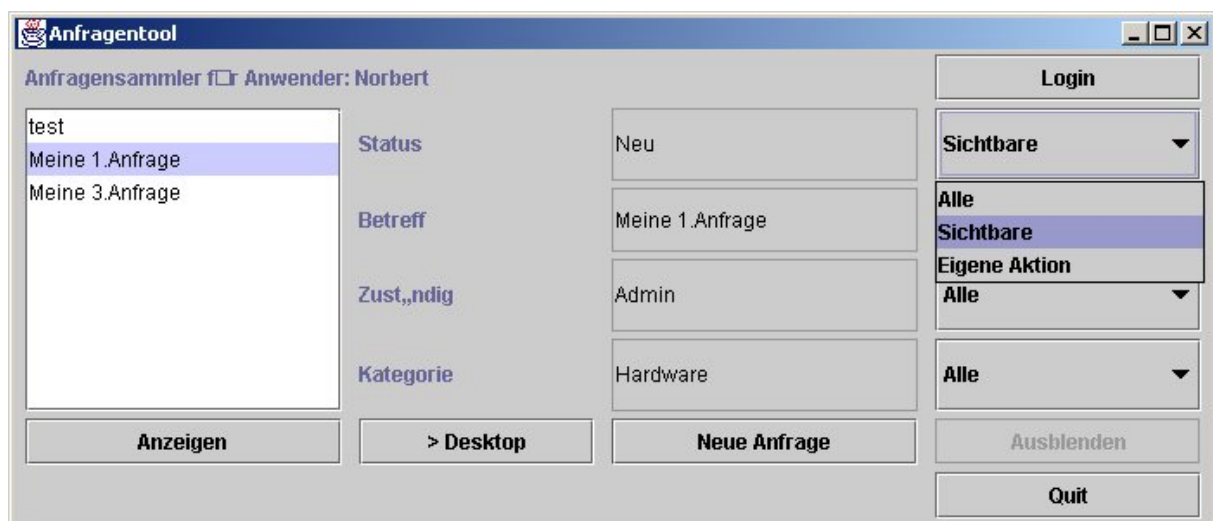 Anfragentool
Anfragensammler f□r Anwender: Norbert
Login
test
Meine 1.Anfrage
Meine 3.Anfrage
Status
Neu
Sichtbare
Alle
Sichtbare
Eigene Aktion
Betreff
Meine 1.Anfrage
Zust„ndig
Admin
Alle
Kategorie
Hardware
Alle
Anzeigen
> Desktop
Neue Anfrage
Ausblenden
Quit